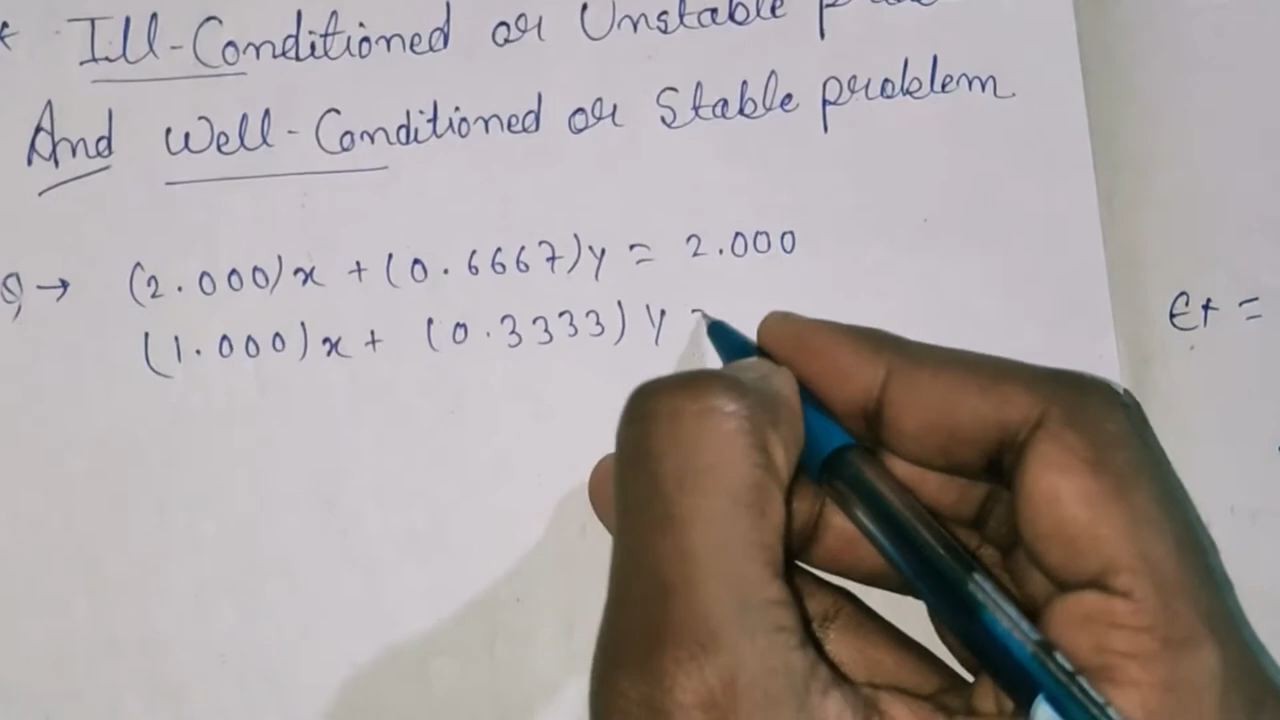 * Ill-Conditioned or Unstable
And Well-Conditioned or Stable problem
Q → (2.000)x + (0.6667)y = 2.000
(1.000)x + (0.3333)y =
Et =